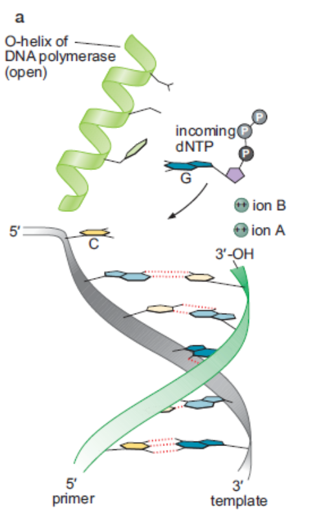 a
O-helix of
DNA polymerase
(open)
incoming
dNTP
P
P
P
G
++ ion B
++ ion A
5′
C
3′-OH
5′
primer
3′
template